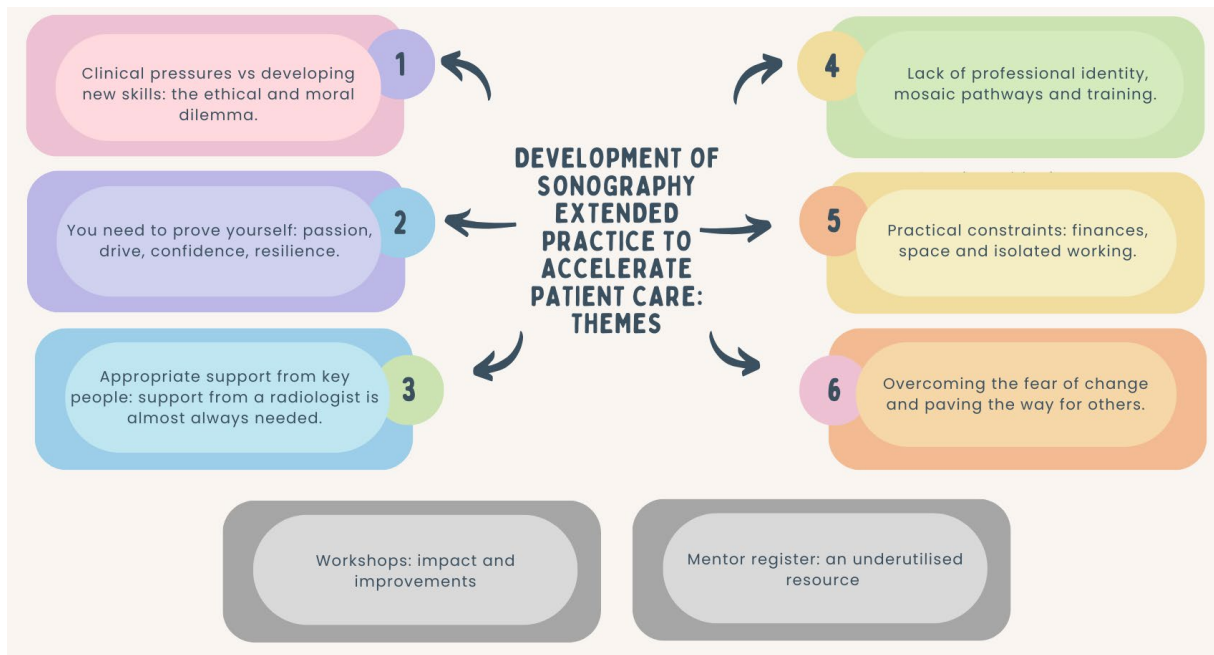 1
Clinical pressures vs developing
new skills: the ethical and moral
dilemma.
2
You need to prove yourself: passion,
drive, confidence, resilience.
3
Appropriate support from key
people: support from a radiologist is
almost always needed.
DEVELOPMENT OF
SONOGRAPHY
EXTENDED
PRACTICE TO
ACCELERATE
PATIENT CARE:
THEMES
4
Lack of professional identity,
mosaic pathways and training.
5
Practical constraints: finances,
space and isolated working.
6
Overcoming the fear of change
and paving the way for others.
Workshops: impact and
improvements
Mentor register: an underutilised
resource